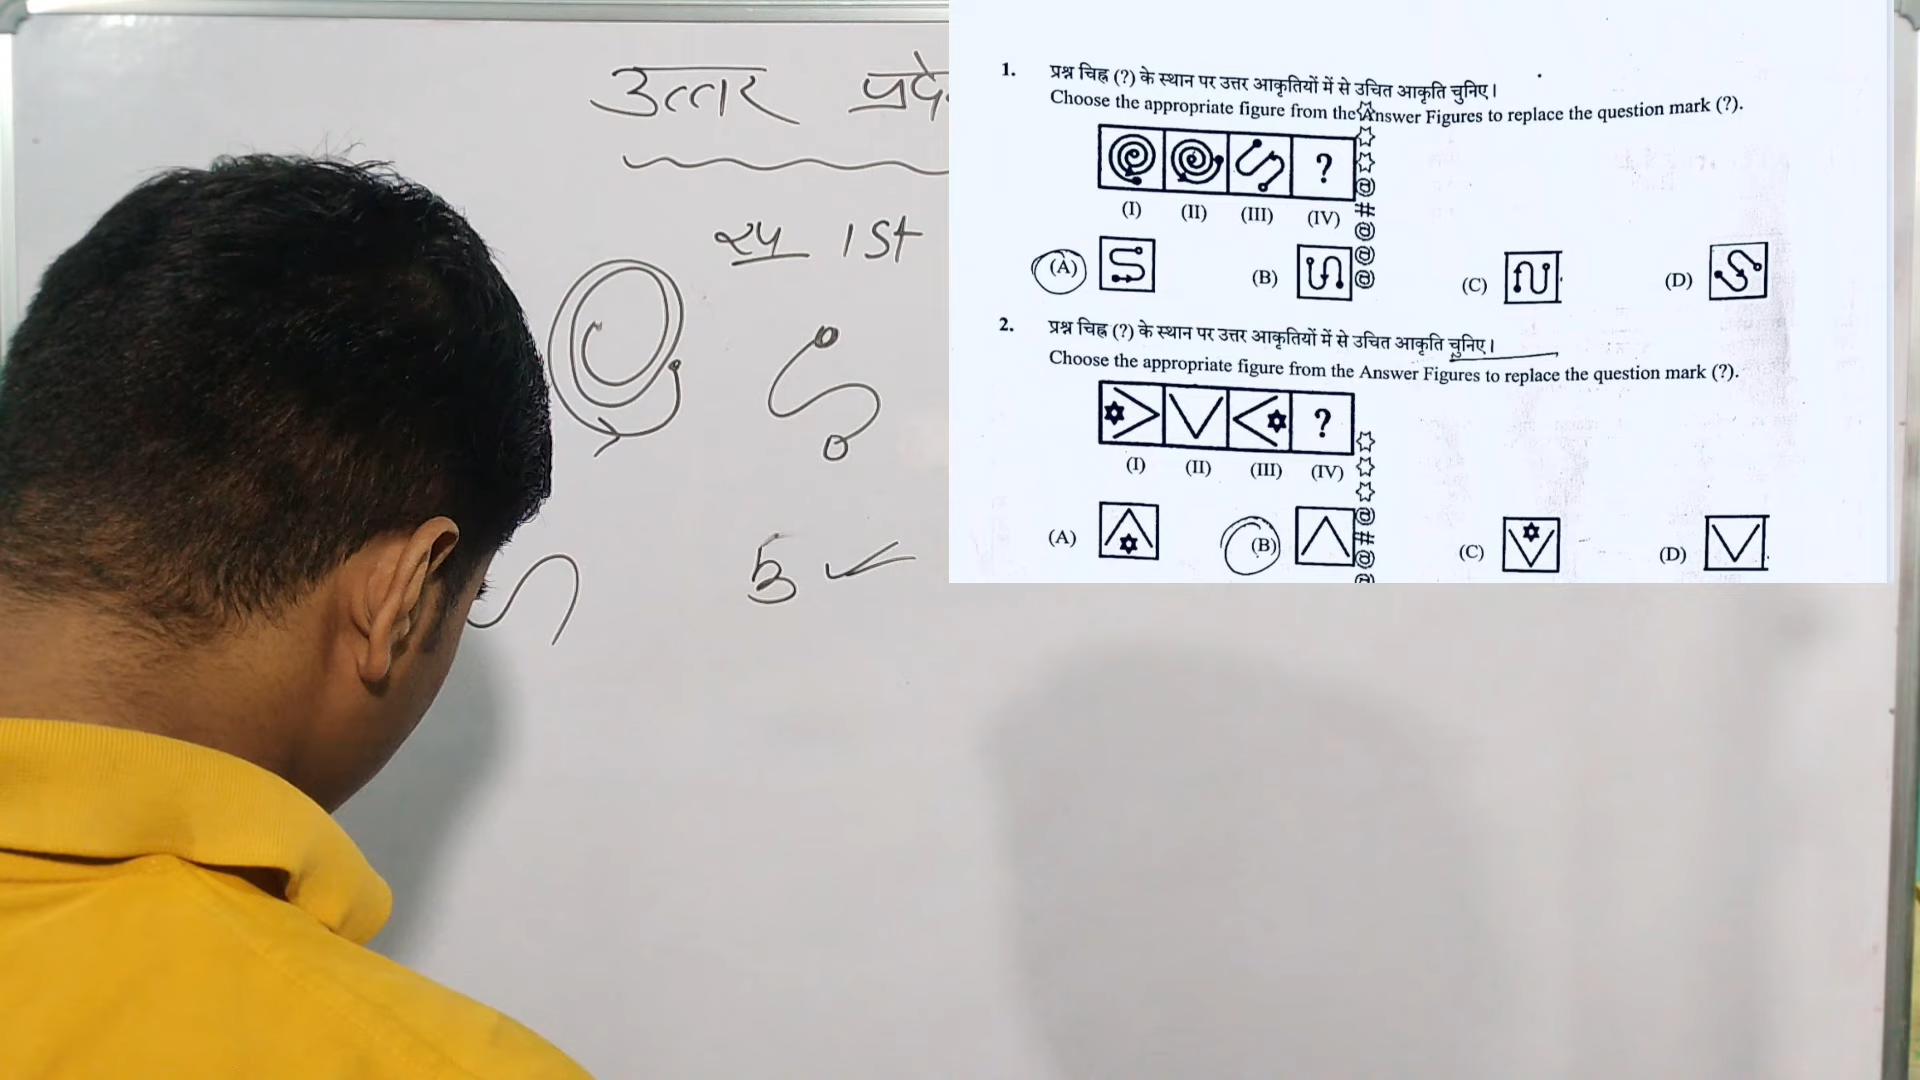 उत्तर प्रदे
1st
1. प्रश्न चिह्न (?) के स्थान पर उत्तर आकृतियों में से उचित आकृति चुनिए।
Choose the appropriate figure from the Answer Figures to replace the question mark (?).
?
(I) (II) (III) (IV)
(A) (B) (C) (D)
2. प्रश्न चिह्न (?) के स्थान पर उत्तर आकृतियों में से उचित आकृति चुनिए।
Choose the appropriate figure from the Answer Figures to replace the question mark (?).
?
(I) (II) (III) (IV)
(A) (B) (C) (D)